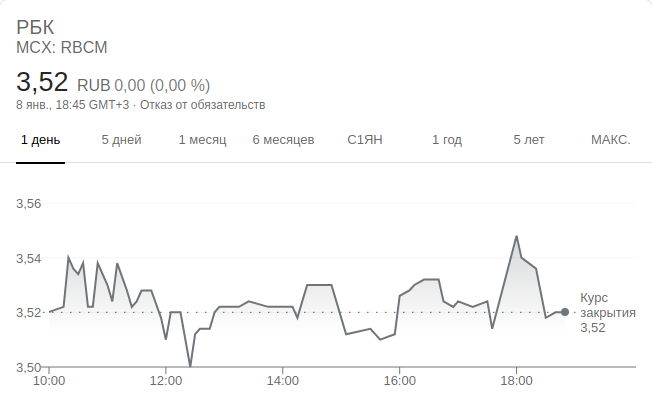 РБК
MCX: RBCM
3,52 RUB 0,00 (0,00 %)
8 янв., 18:45 GMT+3 · Отказ от обязательств
1 день 5 дней 1 месяц 6 месяцев С1ЯН 1 год 5 лет МАКС.
3,56
3,54
3,52
3,50
Курс
закрытия
3,52
10:00 12:00 14:00 16:00 18:00